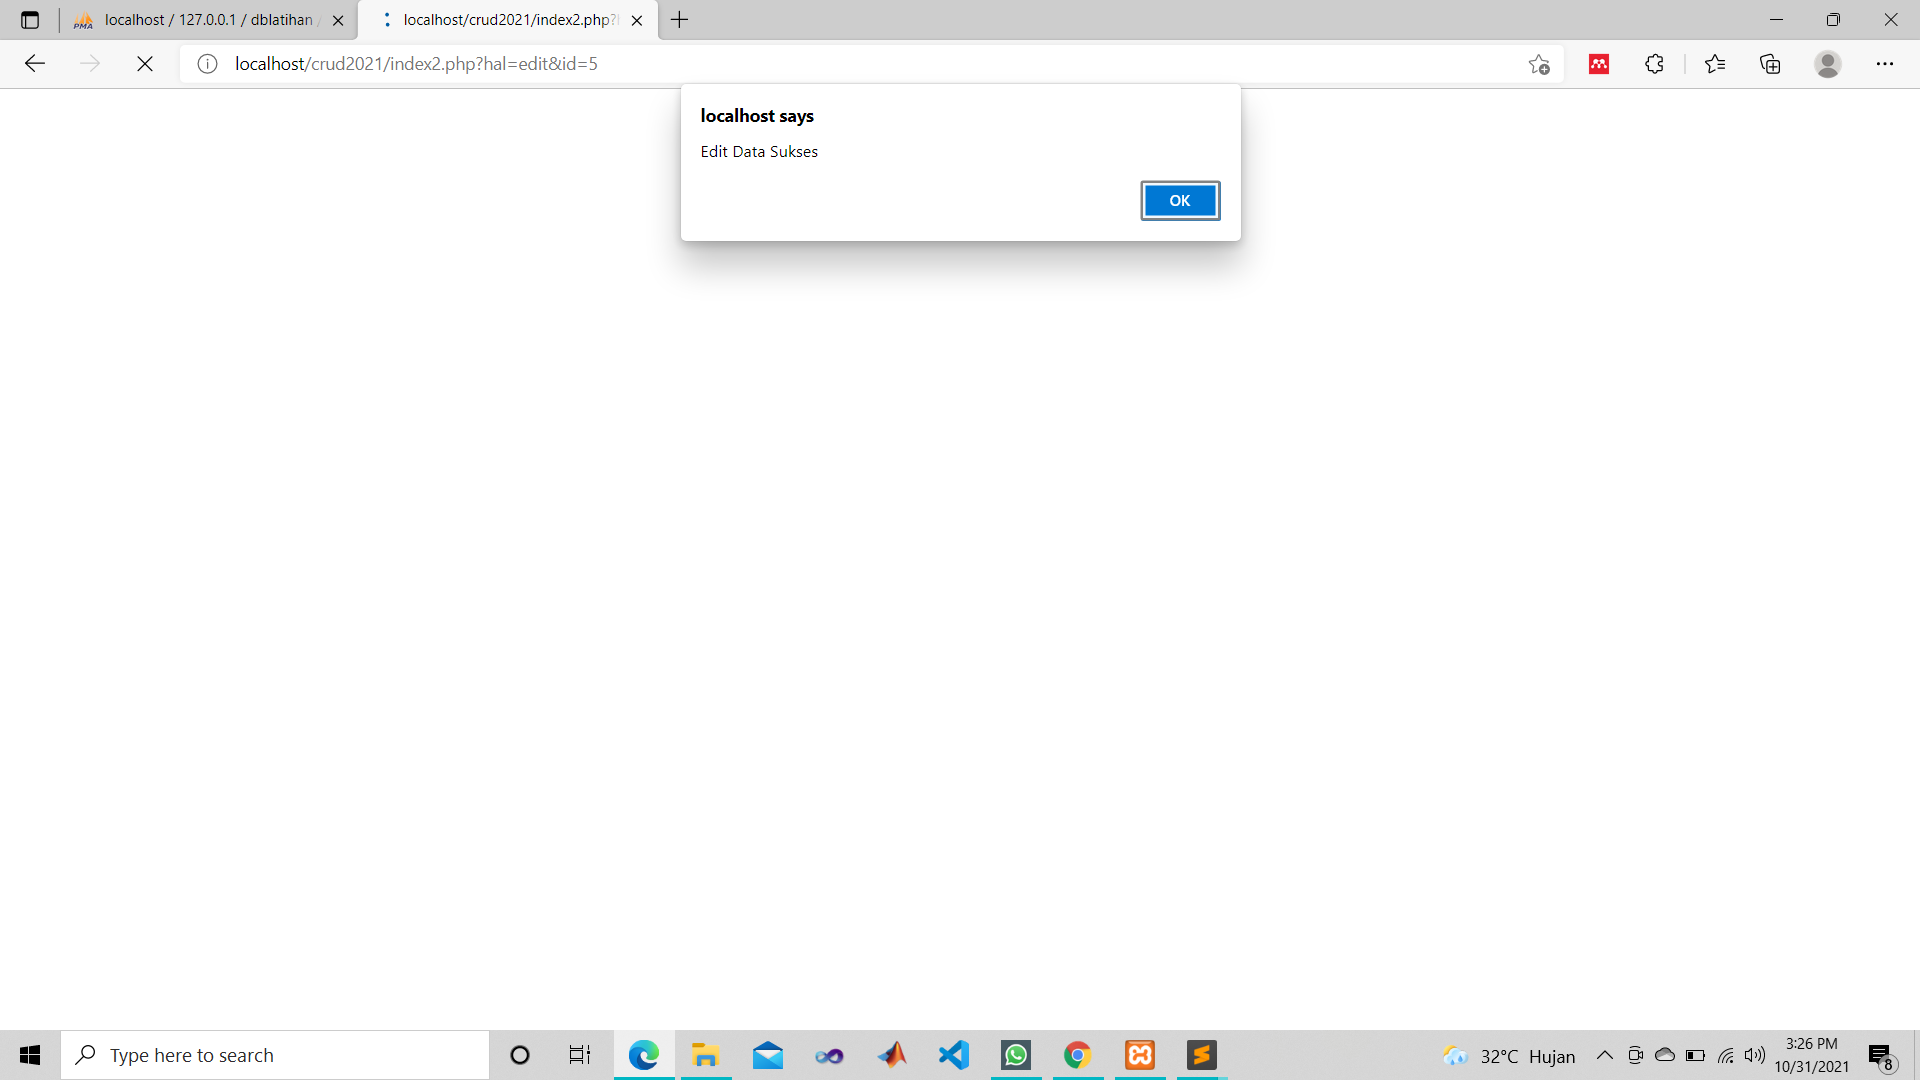 PMA
localhost / 127.0.0.1 / dblatihan /
localhost/crud2021/index2.php?
localhost/crud2021/index2.php?hal=edit&id=5
localhost says
Edit Data Sukses
OK
Type here to search
32°C Hujan
3:26 PM
10/31/2021
8